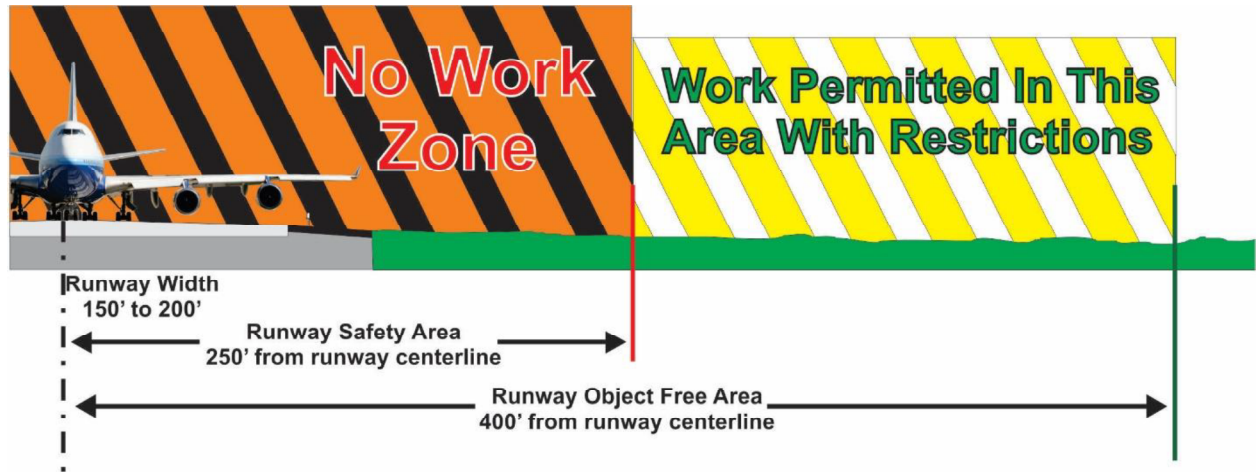 No Work
Zone
Work Permitted In This
Area With Restrictions
Runway Width
150' to 200'
Runway Safety Area
250' from runway centerline
Runway Object Free Area
400' from runway centerline